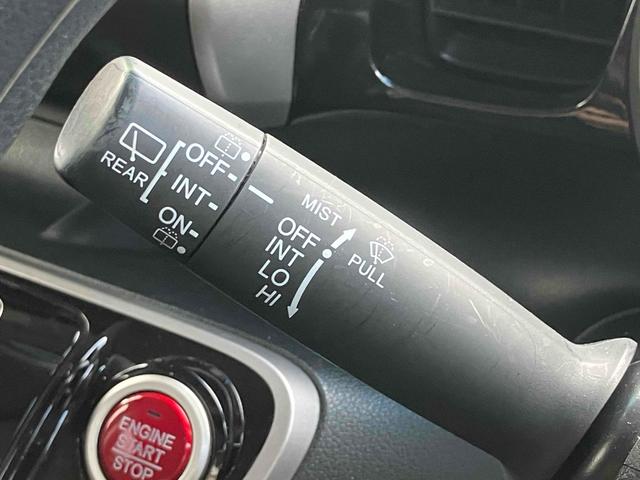 REAR
OFF
INT
ON
MIST
OFF
INT
LO
HI
PULL
ENGINE
START
STOP